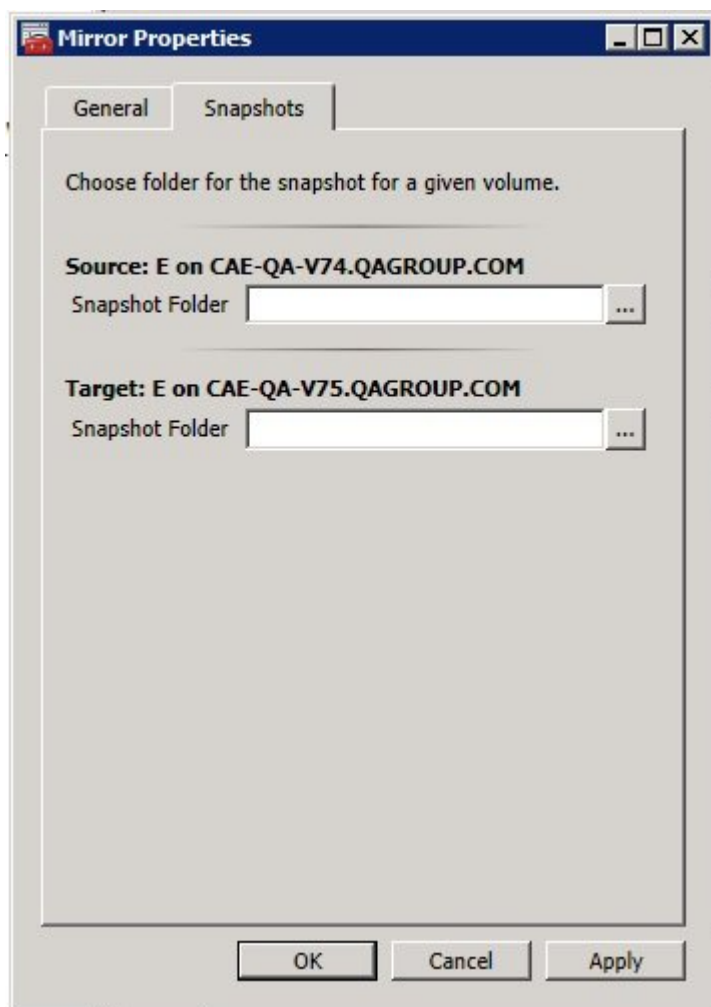 Mirror Properties
General
Snapshots
Choose folder for the snapshot for a given volume.
Source: E on CAE-QA-V74.QAGROUP.COM
Snapshot Folder
...
Target: E on CAE-QA-V75.QAGROUP.COM
Snapshot Folder
...
OK
Cancel
Apply